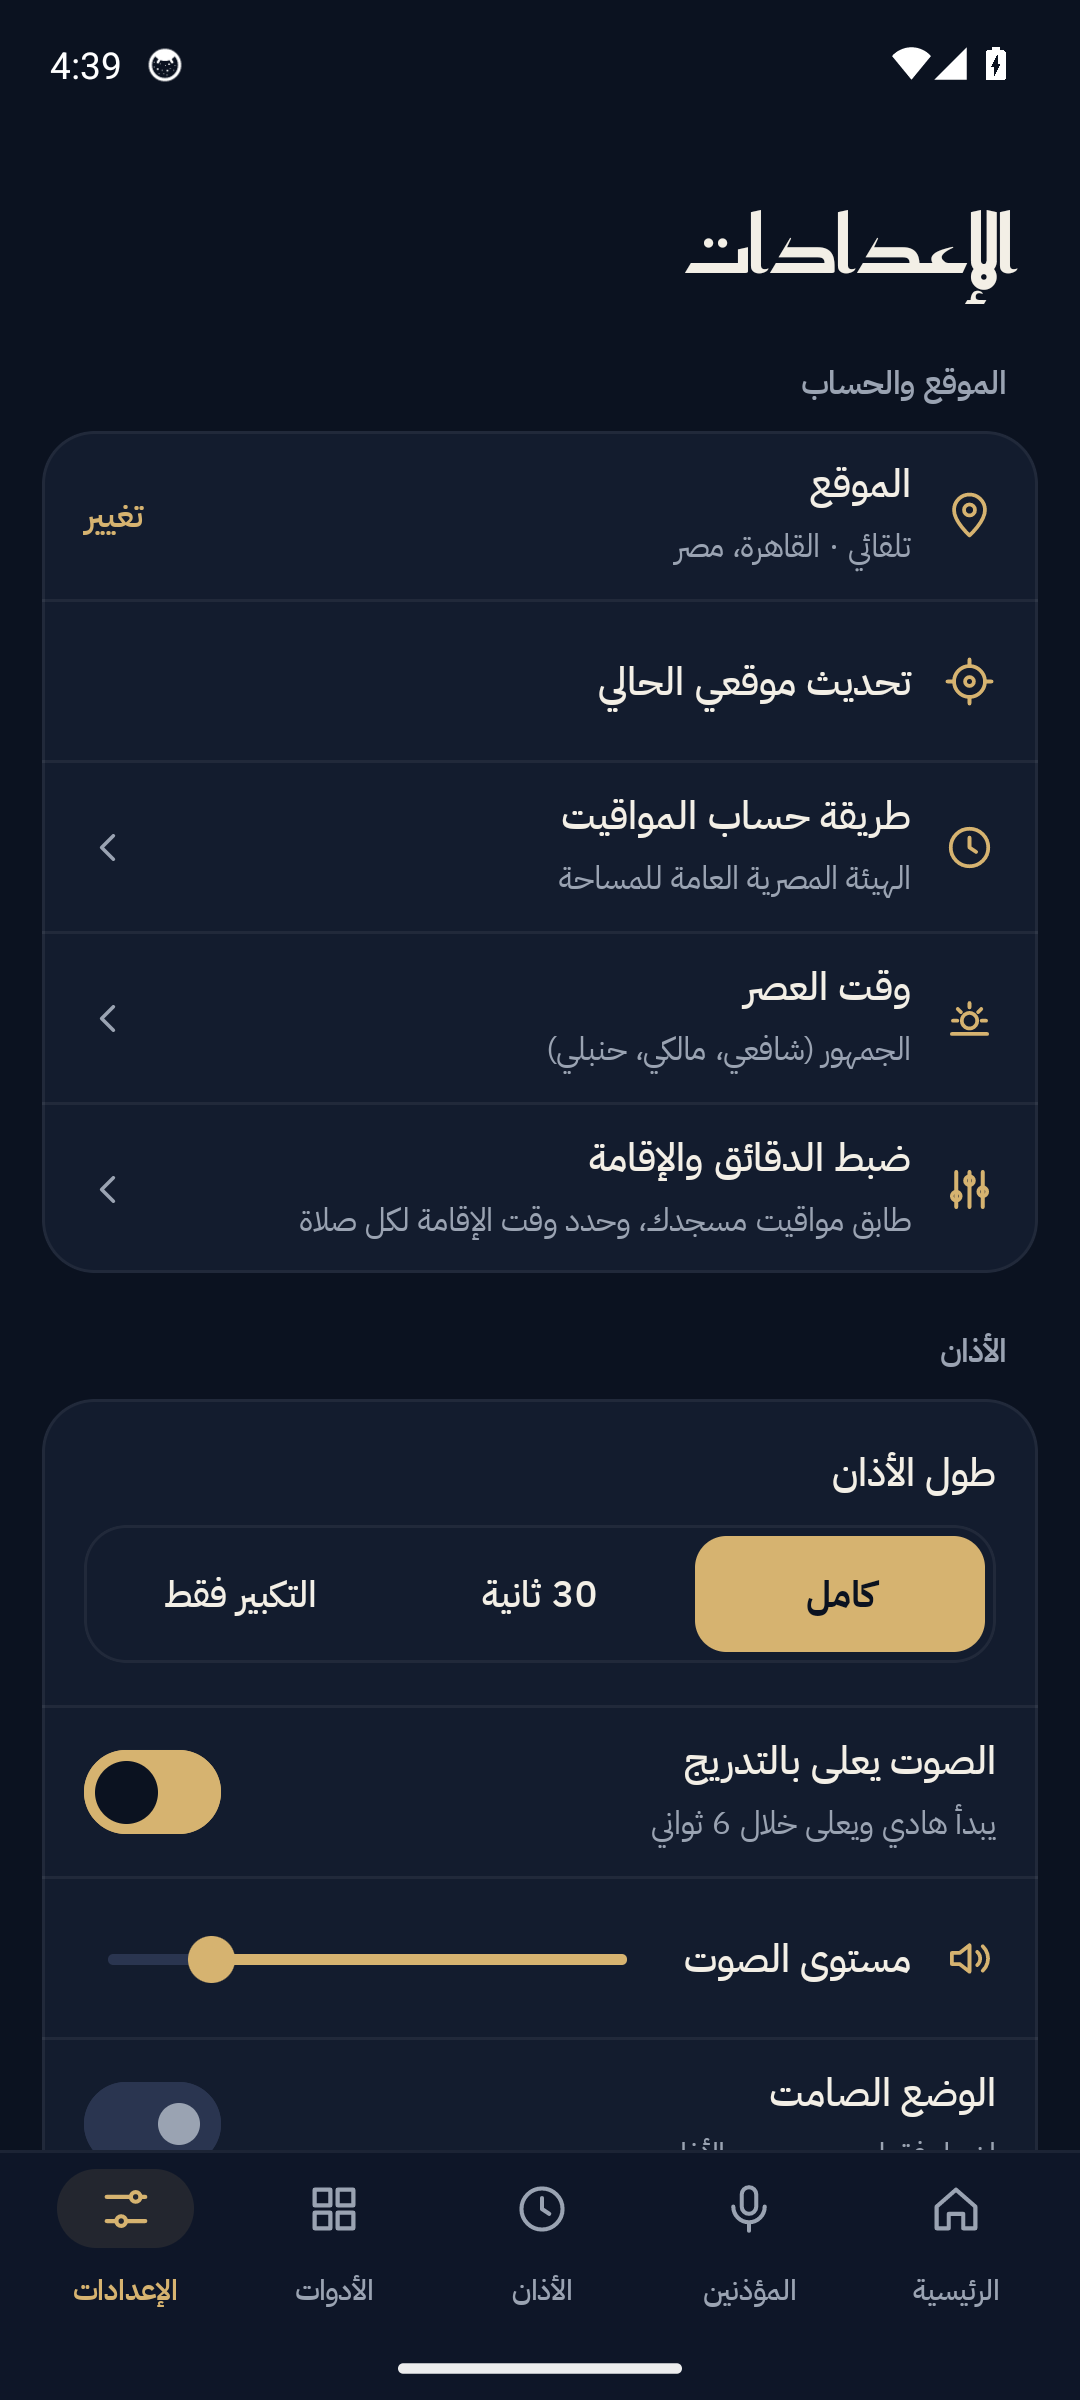 4:39
الإعدادات
الموقع والحساب
الموقع
تلقائي · القاهرة، مصر
تغيير
تحديث موقعي الحالي
طريقة حساب المواقيت
الهيئة المصرية العامة للمساحة
وقت العصر
الجمهور (شافعي، مالكي، حنبلي)
ضبط الدقائق والإقامة
طابق مواقيت مسجدك، وحدد وقت الإقامة لكل صلاة
الأذان
طول الأذان
كامل
30 ثانية
التكبير فقط
الصوت يعلى بالتدريج
يبدأ هادي ويعلى خلال 6 ثواني
مستوى الصوت
الوضع الصامت
الرئيسية
المؤذنين
الأذان
الأدوات
الإعدادات